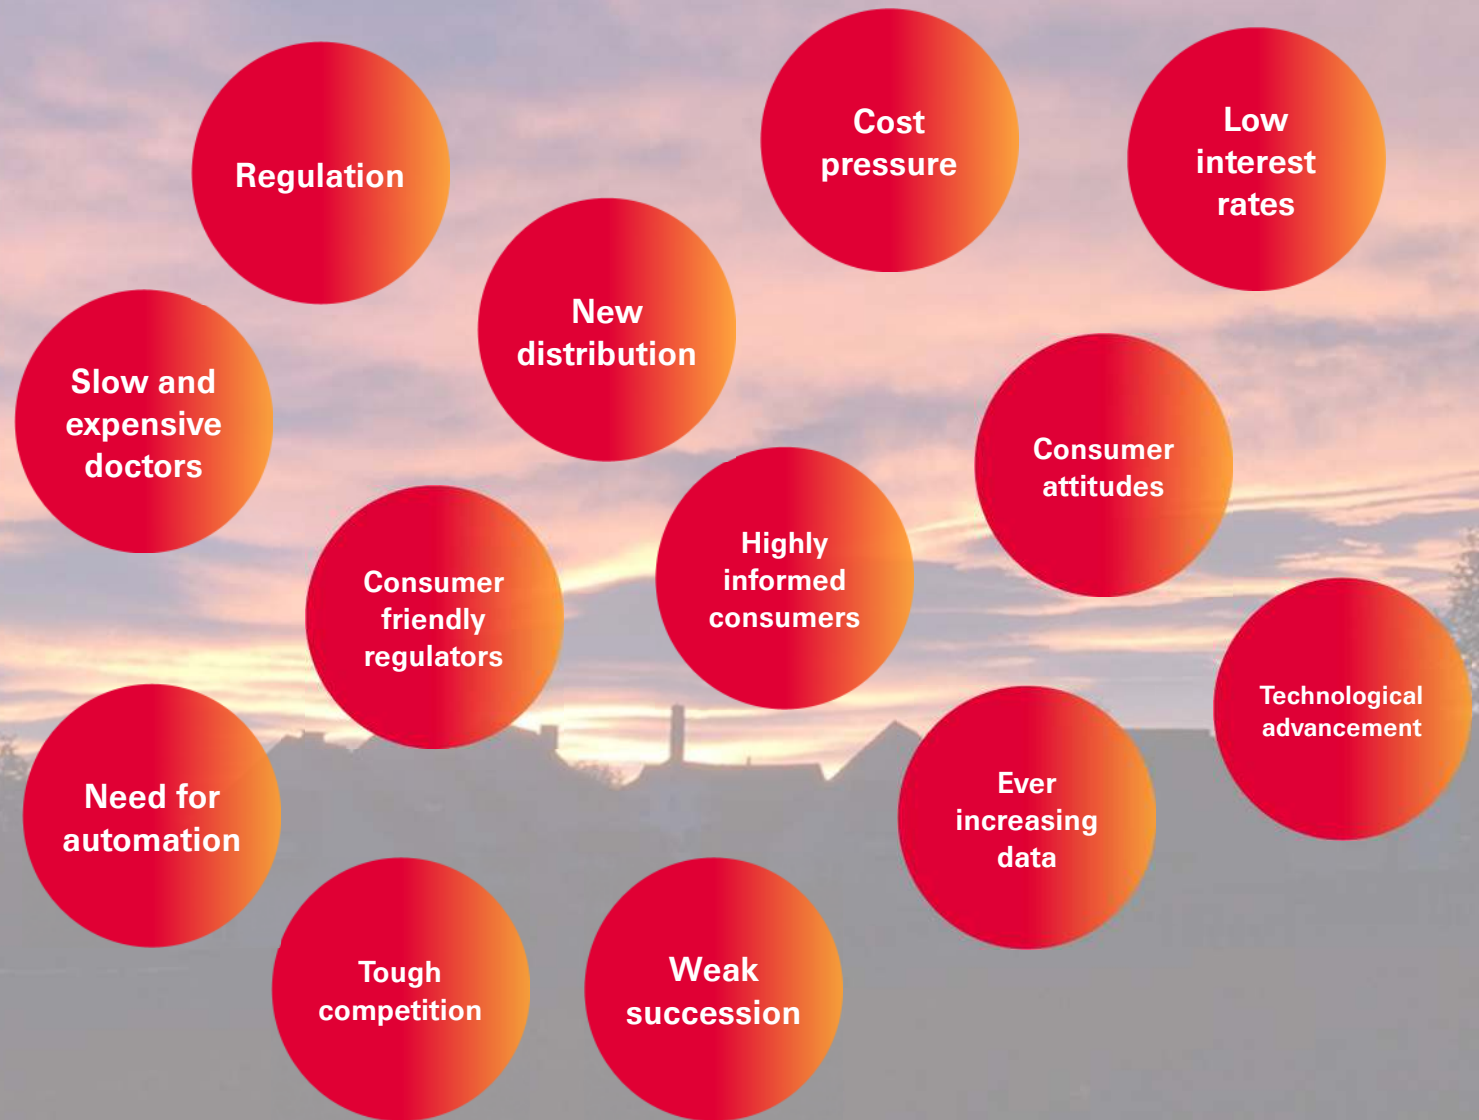 Regulation
Cost
pressure
Low
interest
rates
New
distribution
Slow and
expensive
doctors
Consumer
attitudes
Highly
informed
consumers
Consumer
friendly
regulators
Technological
advancement
Need for
automation
Ever
increasing
data
Tough
competition
Weak
succession